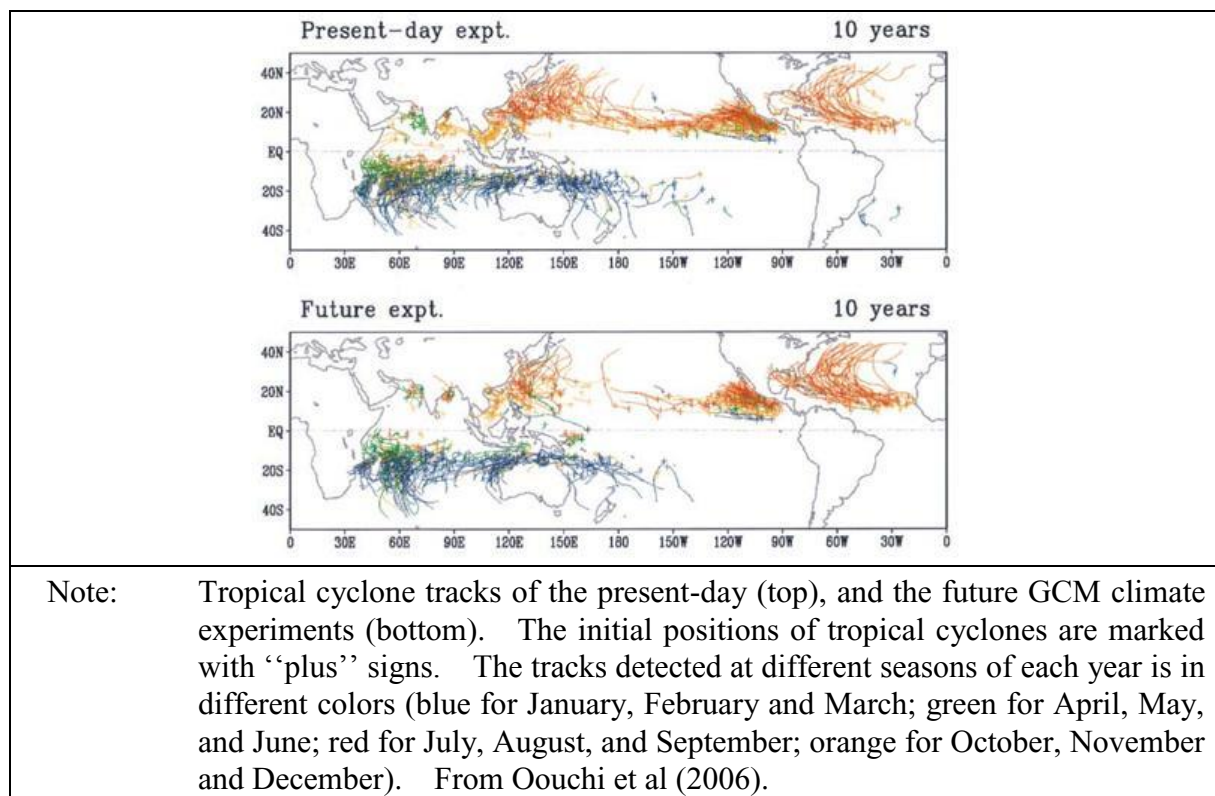 Present-day expt. 10 years
40N
20N
EQ
20S
40S
0 30E 60E 90E 120E 150E 180 150W 120W 90W 60W 30W 0
Future expt. 10 years
40N
20N
EQ
20S
40S
0 30E 60E 90E 120E 150E 180 150W 120W 90W 60W 30W 0
Note: Tropical cyclone tracks of the present-day (top), and the future GCM climate
experiments (bottom). The initial positions of tropical cyclones are marked
with ‘‘plus’’ signs. The tracks detected at different seasons of each year is in
different colors (blue for January, February and March; green for April, May,
and June; red for July, August, and September; orange for October, November
and December). From Oouchi et al (2006).